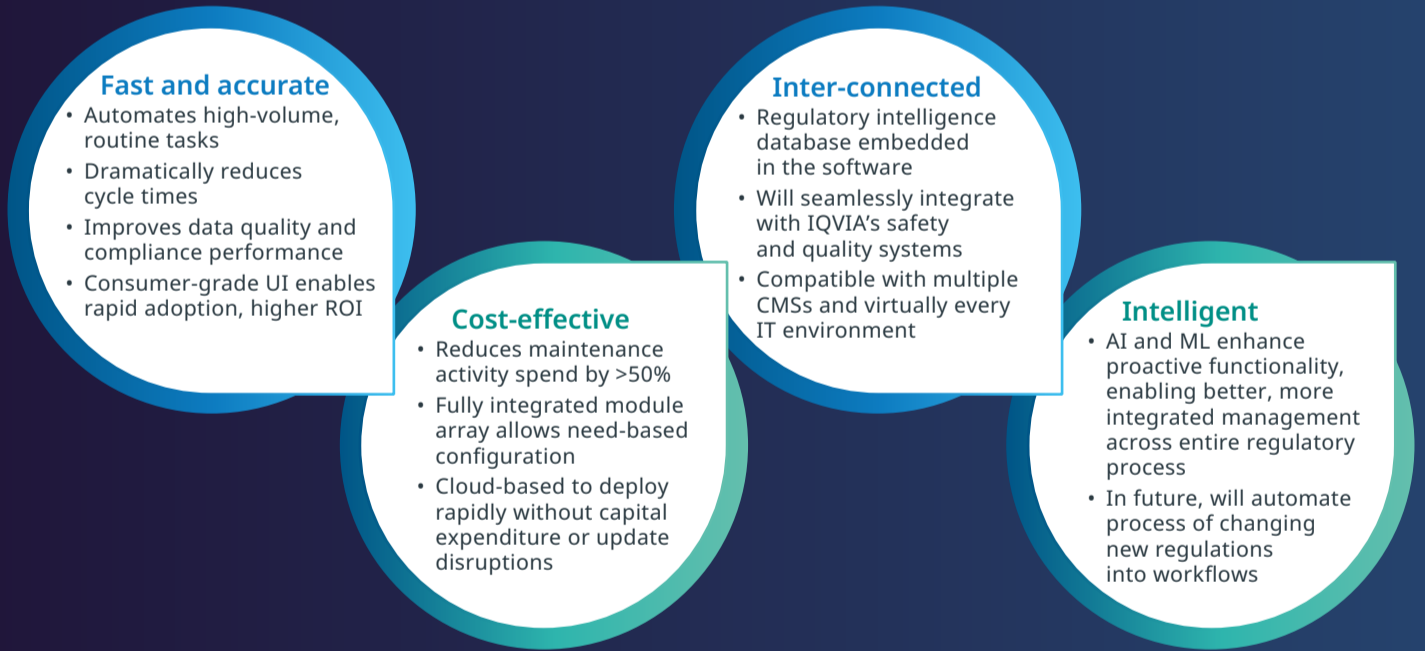 Fast and accurate
• Automates high-volume,
routine tasks
• Dramatically reduces
cycle times
• Improves data quality and
compliance performance
• Consumer-grade UI enables
rapid adoption, higher ROI
Cost-effective
• Reduces maintenance
activity spend by >50%
• Fully integrated module
array allows need-based
configuration
• Cloud-based to deploy
rapidly without capital
expenditure or update
disruptions
Inter-connected
• Regulatory intelligence
database embedded
in the software
• Will seamlessly integrate
with IQVIA’s safety
and quality systems
• Compatible with multiple
CMSs and virtually every
IT environment
Intelligent
• AI and ML enhance
proactive functionality,
enabling better, more
integrated management
across entire regulatory
process
• In future, will automate
process of changing
new regulations
into workflows